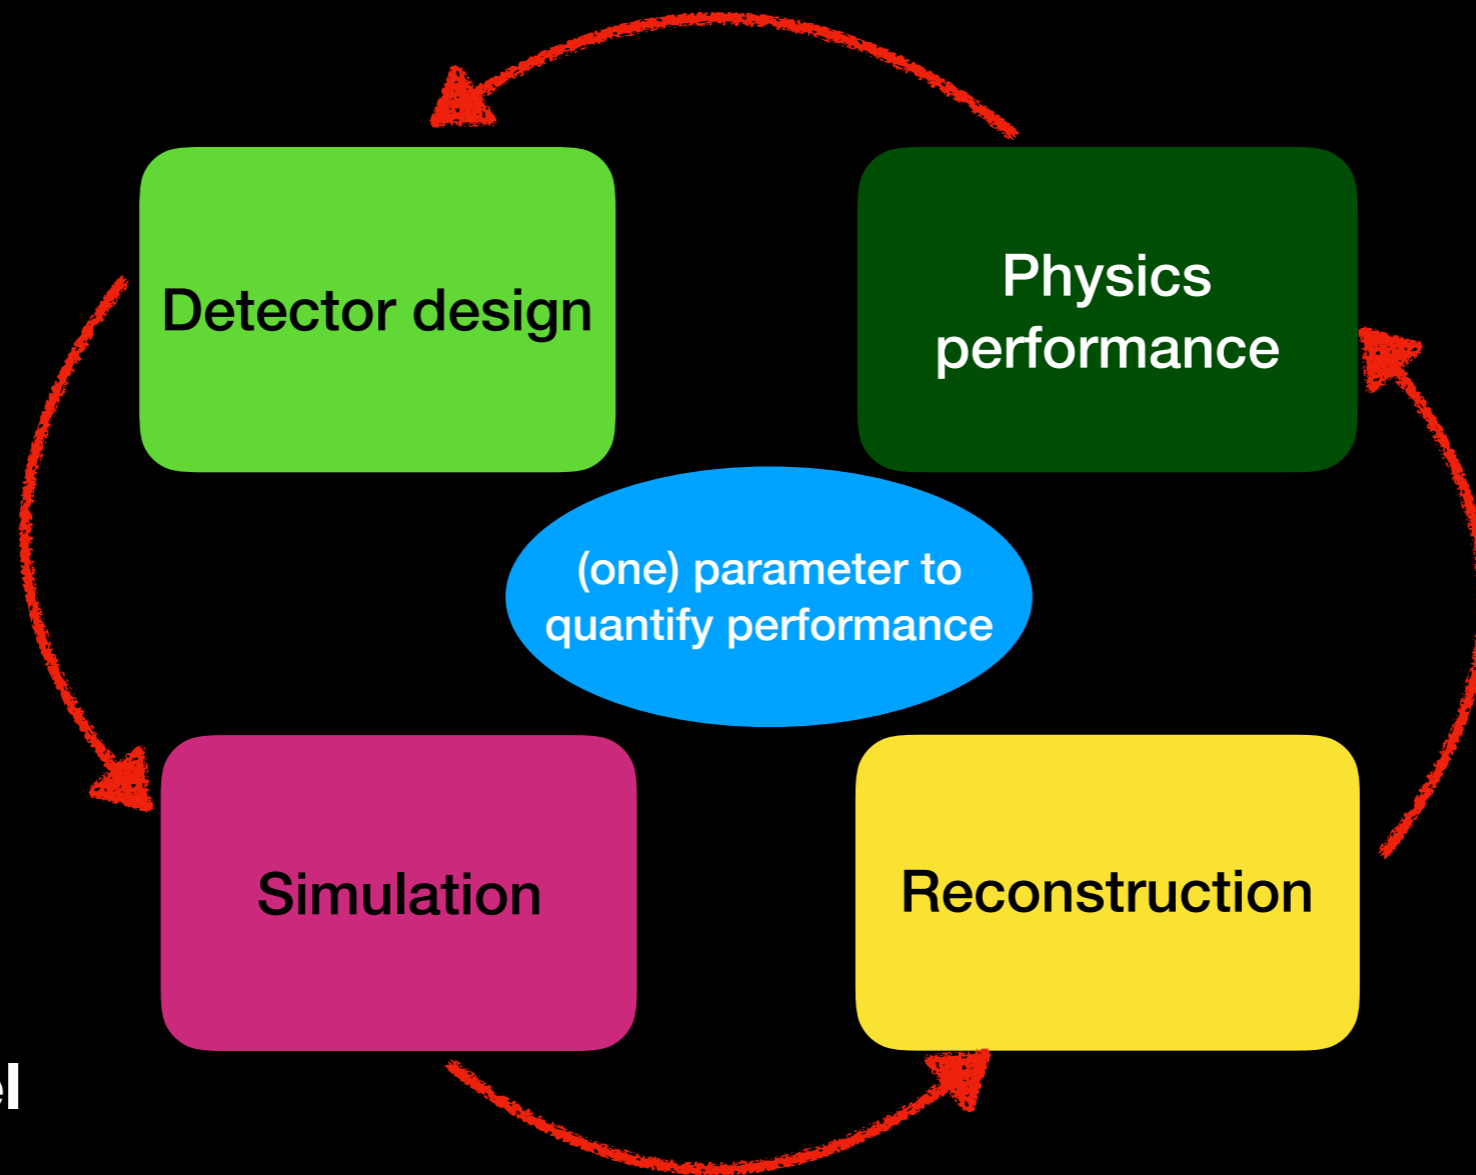 Detector design
Physics
performance
(one) parameter to
quantify performance
Simulation
Reconstruction